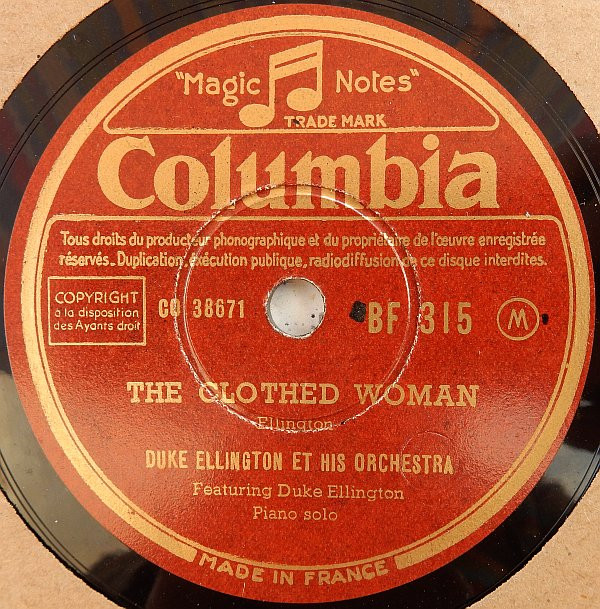 "Magic Notes"
TRADE MARK
Columbia
Tous droits du producteur phonographique et du propriétaire de l'œuvre enregistrée
réservés_Duplication, exécution publique, radiodiffusion de ce disque interdites.
COPYRIGHT
à la disposition
des Ayants droit
CO 38671
BF 315
M
THE CLOTHED WOMAN
Ellington
DUKE ELLINGTON ET HIS ORCHESTRA
Featuring Duke Ellington
Piano solo
MADE IN FRANCE